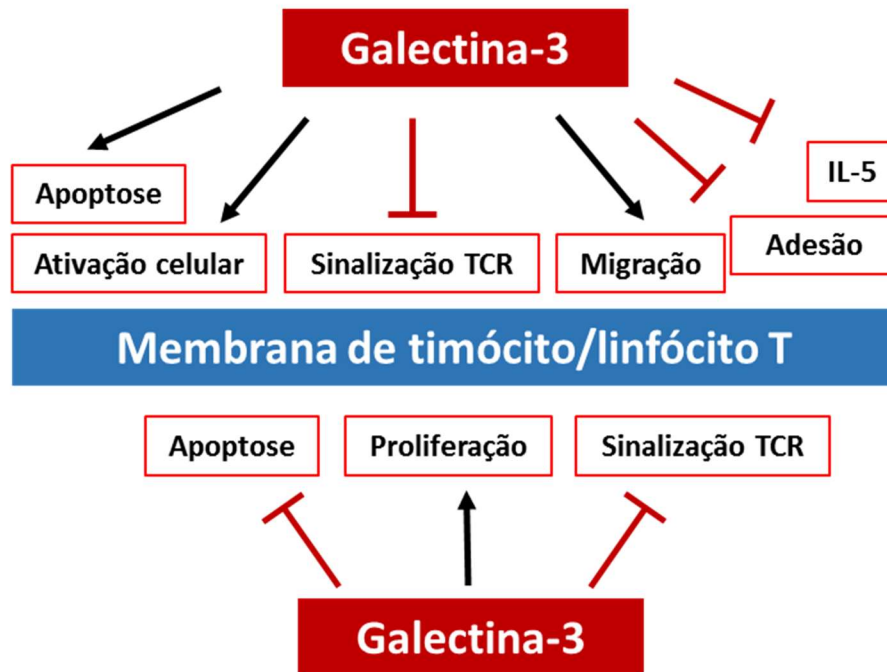 Galectina-3
Apoptose
IL-5
Ativação celular
Sinalização TCR
Migração
Adesão
Membrana de timócito/linfócito T
Apoptose
Proliferação
Sinalização TCR
Galectina-3